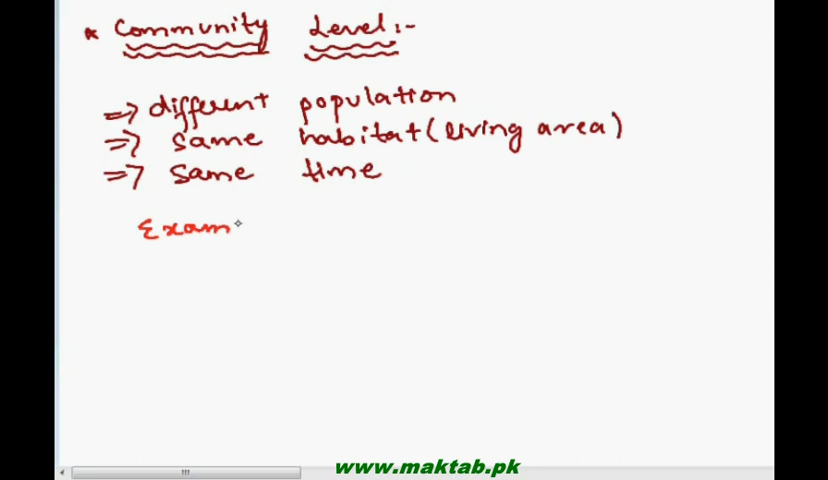 * Community Level:-
=> different population
=> same habitat (living area)
=> same time
Exam
www.maktab.pk